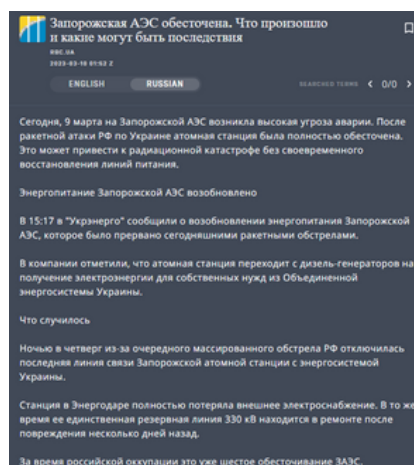 Запорожская АЭС обесточена. Что произошло
и какие могут быть последствия
RBC.UA
2023-03-10 01:52 Z
ENGLISH RUSSIAN SEARCHED TERMS 0/0
Сегодня, 9 марта на Запорожской АЭС возникла высокая угроза аварии. После
ракетной атаки РФ по Украине атомная станция была полностью обесточена.
Это может привести к радиационной катастрофе без своевременного
восстановления линий питания.
Энергопитание Запорожской АЭС возобновлено
В 15:17 в "Укрэнерго" сообщили о возобновлении энергопитания Запорожской
АЭС, которое было прервано сегодняшними ракетными обстрелами.
В компании отметили, что атомная станция переходит с дизель-генераторов на
получение электроэнергии для собственных нужд из Объединенной
энергосистемы Украины.
Что случилось
Ночью в четверг из-за очередного массированного обстрела РФ отключилась
последняя линия связи Запорожской атомной станции с энергосистемой
Украины.
Станция в Энергодаре полностью потеряла внешнее электроснабжение. В то же
время ее единственная резервная линия 330 кВ находится в ремонте после
повреждения несколько дней назад.
За время российской оккупации это уже шестое обесточивание ЗАЭС.